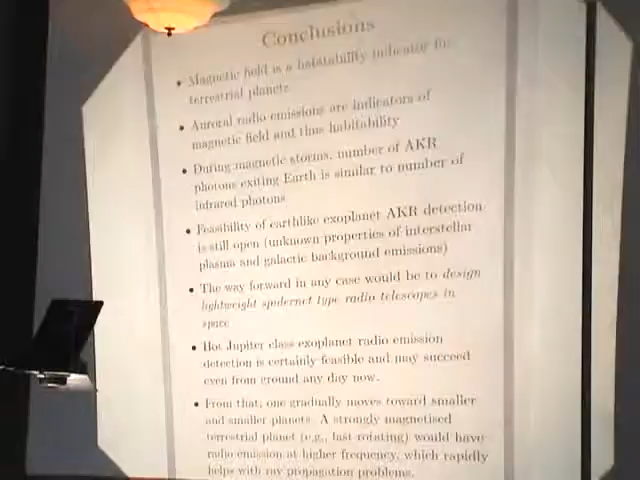 Conclusions
• Magnetic field is a habitability indicator for
terrestrial planets
• Auroral radio emissions are indicators of
magnetic field and thus habitability
• During magnetic storms, number of AKR
photons exiting Earth is similar to number of
infrared photons
• Feasibility of earthlike exoplanet AKR detection
is still open (unknown properties of interstellar
plasma and galactic background emissions)
• The way forward in any case would be to design
lightweight spidernet type radio telescopes in
space
• Hot Jupiter class exoplanet radio emission
detection is certainly feasible and may succeed
even from ground any day now.
• From that, one gradually moves toward smaller
and smaller planets. A strongly magnetised
terrestrial planet (e.g., fast rotating) would have
radio emission at higher frequency, which rapidly
helps with ray propagation problems.